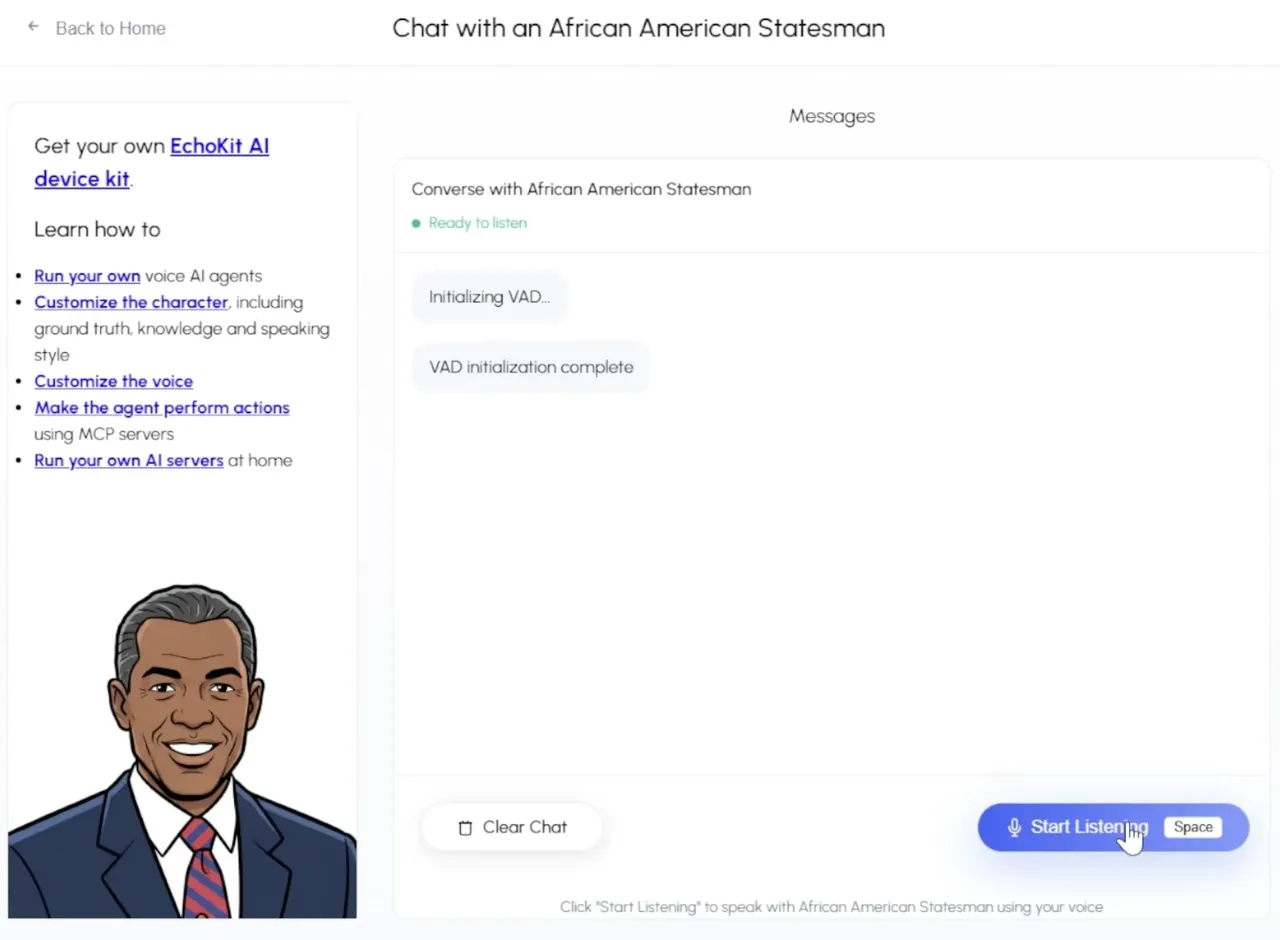 Back to Home
Chat with an African American Statesman
Get your own EchoKit AI
device kit.
Learn how to
Run your own voice AI agents
Customize the character, including
ground truth, knowledge and speaking
style
Customize the voice
Make the agent perform actions
using MCP servers
Run your own AI servers at home
Messages
Converse with African American Statesman
Ready to listen
Initializing VAD...
VAD initialization complete
Clear Chat
Start Listening Space
Click "Start Listening" to speak with African American Statesman using your voice